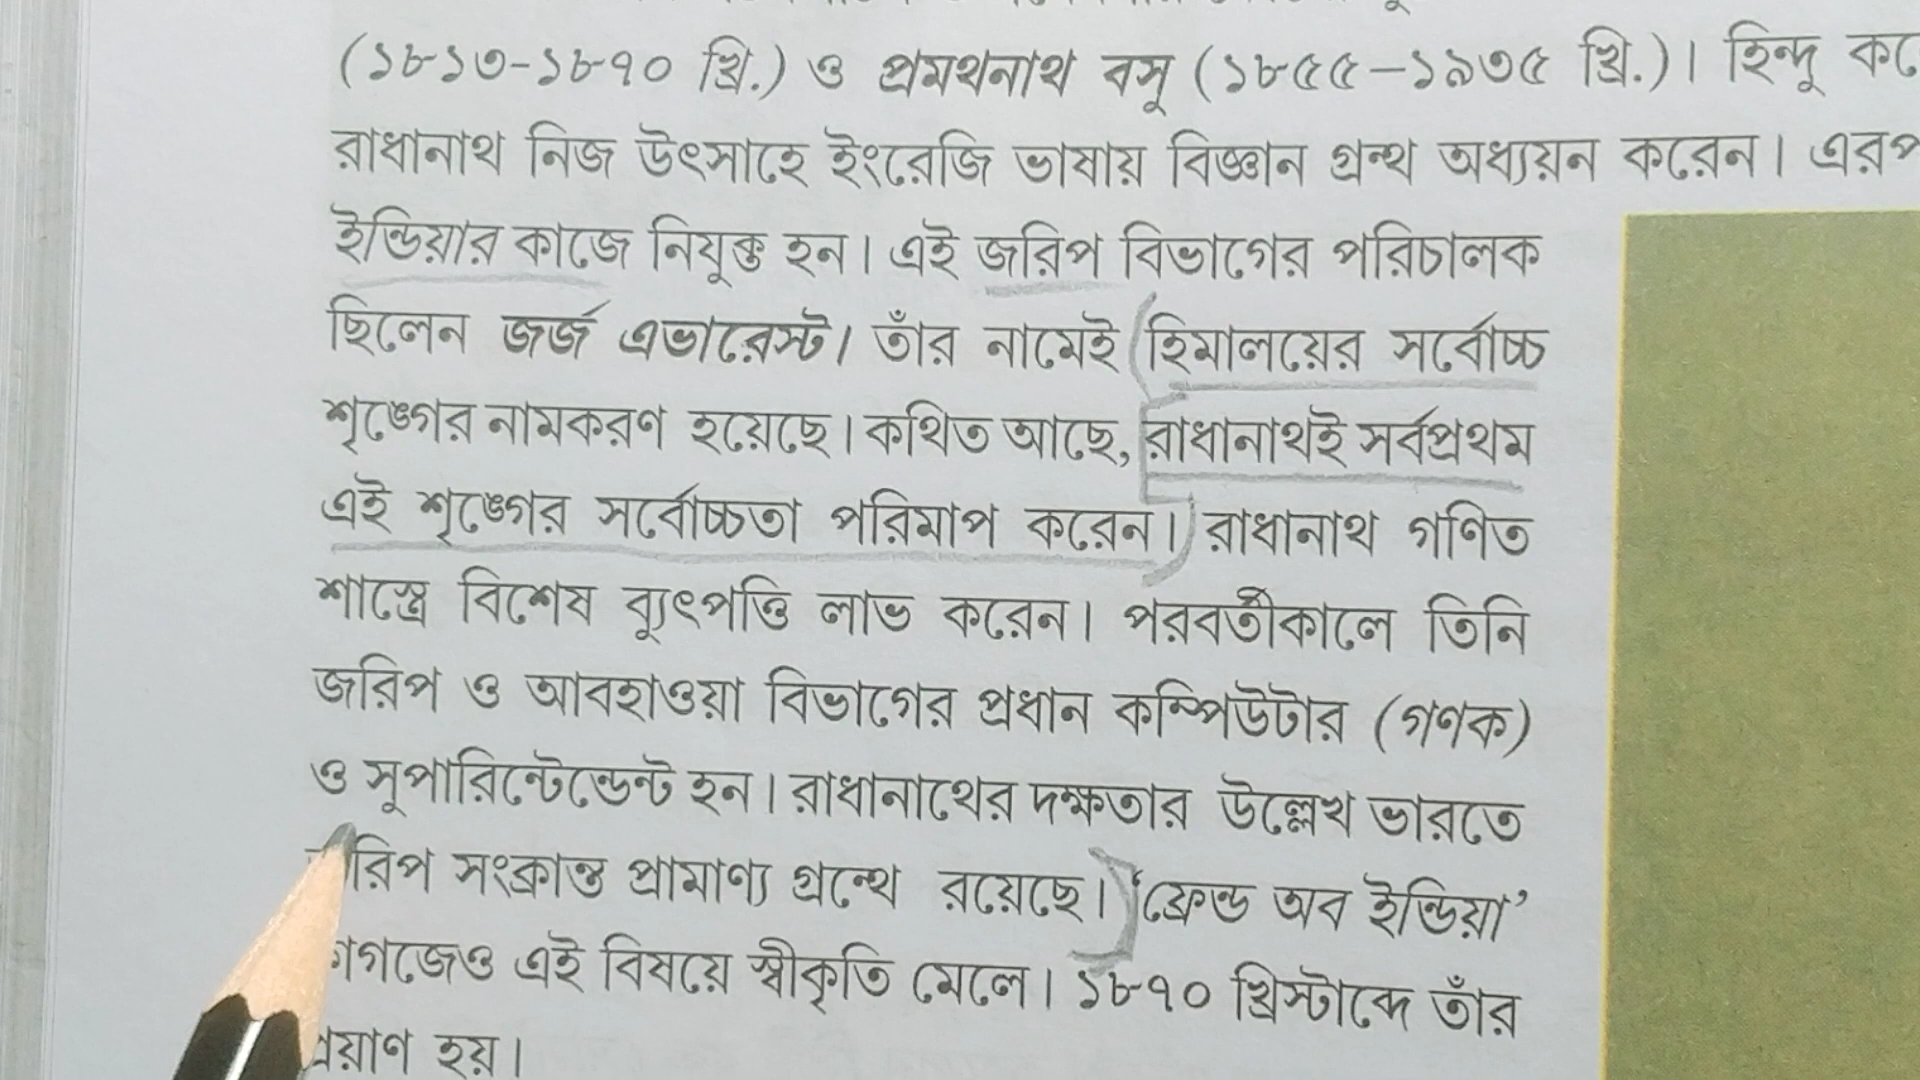 (১৮১৩-১৮৭০ খ্রি.) ও প্রমথনাথ বসু (১৮৫৫–১৯৩৫ খ্রি.)। হিন্দু
রাধানাথ নিজ উৎসাহে ইংরেজি ভাষায় বিজ্ঞান গ্রন্থ অধ্যয়ন করেন।
ইন্ডিয়ার কাজে নিযুক্ত হন। এই জরিপ বিভাগের পরিচালক
ছিলেন জর্জ এভারেস্ট। তাঁর নামেই হিমালয়ের সর্বোচ্চ
শৃঙ্গের নামকরণ হয়েছে। কথিত আছে, রাধানাথই সর্বপ্রথম
এই শৃঙ্গের সর্বোচ্চতা পরিমাপ করেন। রাধানাথ গণিত
শাস্ত্রে বিশেষ ব্যুৎপত্তি লাভ করেন। পরবর্তীকালে তিনি
জরিপ ও আবহাওয়া বিভাগের প্রধান কম্পিউটার (গণক)
ও সুপারিন্টেন্ডেন্ট হন। রাধানাথের দক্ষতার উল্লেখ ভারতে
রিপ সংক্রান্ত প্রামাণ্য গ্রন্থে রয়েছে। ‘ফ্রেন্ড অব ইন্ডিয়া’
গজেও এই বিষয়ে স্বীকৃতি মেলে। ১৮৭০ খ্রিস্টাব্দে তাঁর
প্রয়াণ হয়।